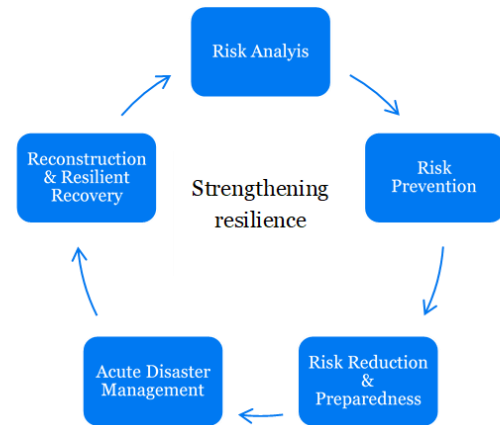 Risk Analyis
Risk
Prevention
Risk Reduction
&
Preparedness
Acute Disaster
Management
Reconstruction
& Resilient
Recovery
Strengthening
resilience